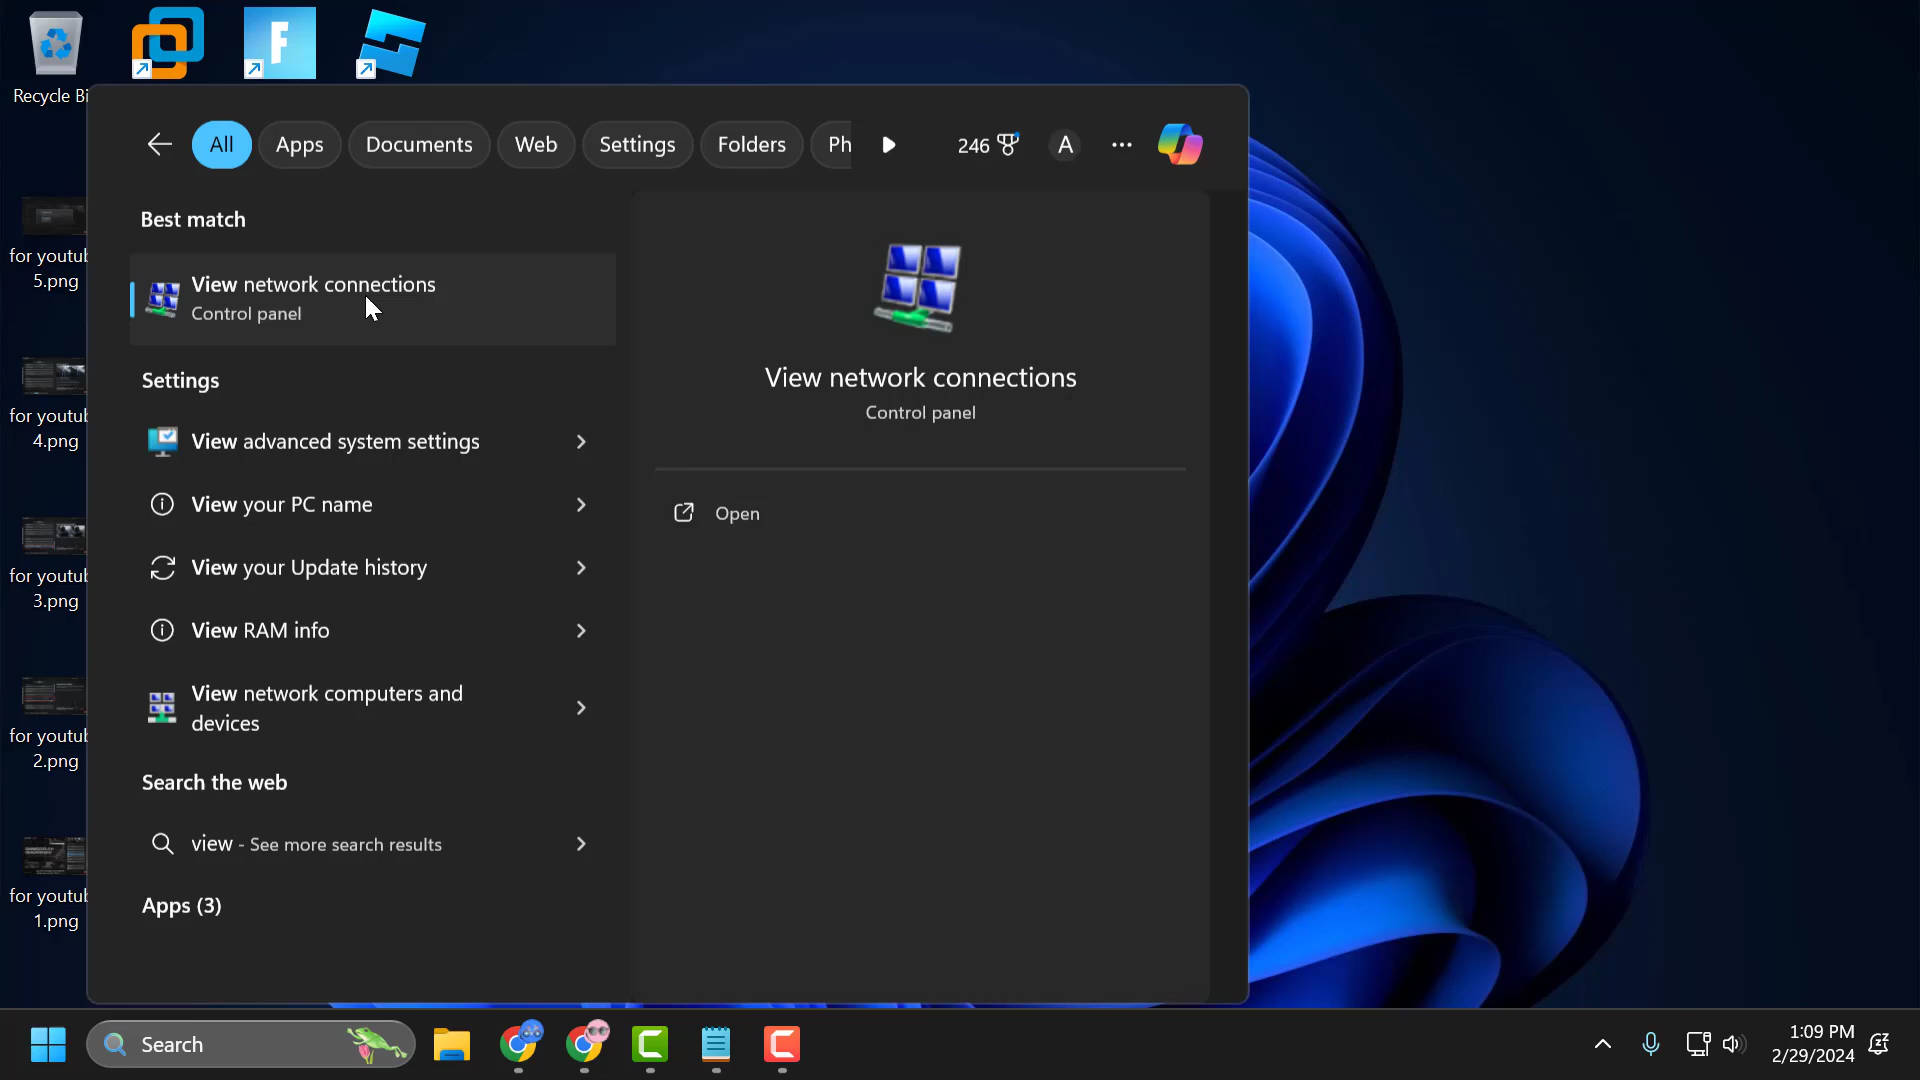 Recycle Bi
All
Apps
Documents
Web
Settings
Folders
Ph
246
A
Best match
View network connections
Control panel
Settings
View advanced system settings
View your PC name
View your Update history
View RAM info
View network computers and
devices
Search the web
view - See more search results
Apps (3)
View network connections
Control panel
Open
for youtub
5.png
for youtub
4.png
for youtub
3.png
for youtub
2.png
for youtub
1.png
Search
1:09 PM
2/29/2024